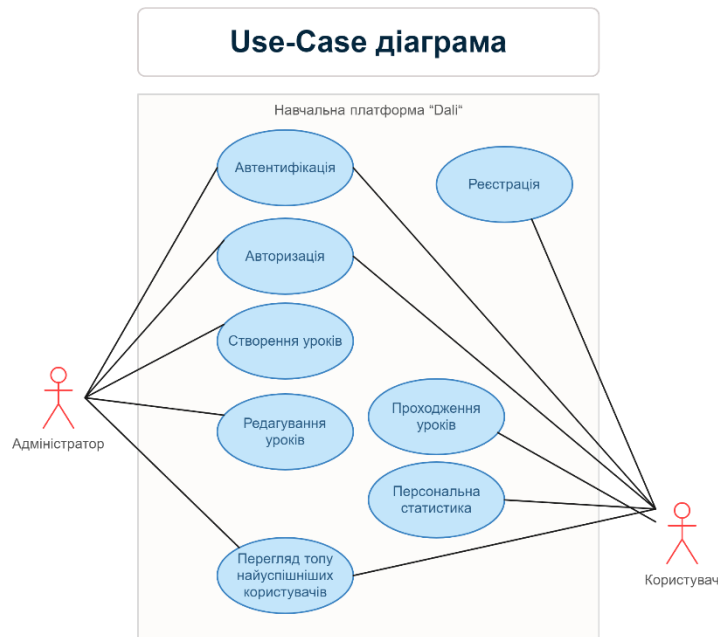 Use-Case діаграма
Навчальна платформа “Dali“
Автентифікація
Реєстрація
Авторизація
Створення уроків
Редагування
уроків
Проходження
уроків
Персональна
статистика
Перегляд топу
найуспішніших
користувачів
Адміністратор
Користувач